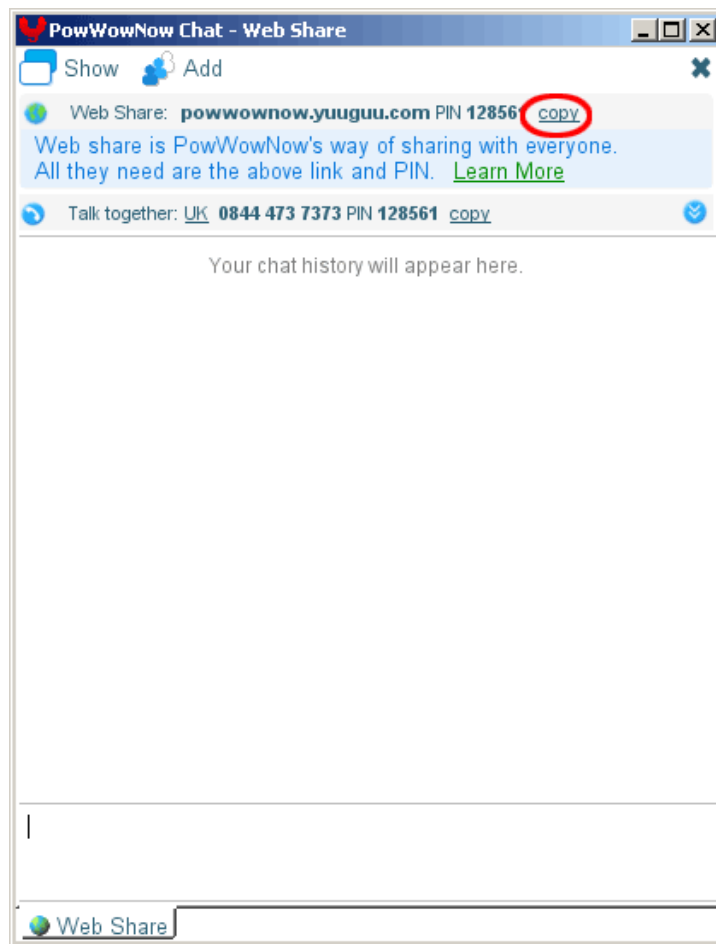 PowWowNow Chat - Web Share
Show Add
Web Share: powwownow.yuuguu.com PIN 128561 copy
Web share is PowWowNow's way of sharing with everyone.
All they need are the above link and PIN. Learn More
Talk together: UK 0844 473 7373 PIN 128561 copy
Your chat history will appear here.
Web Share